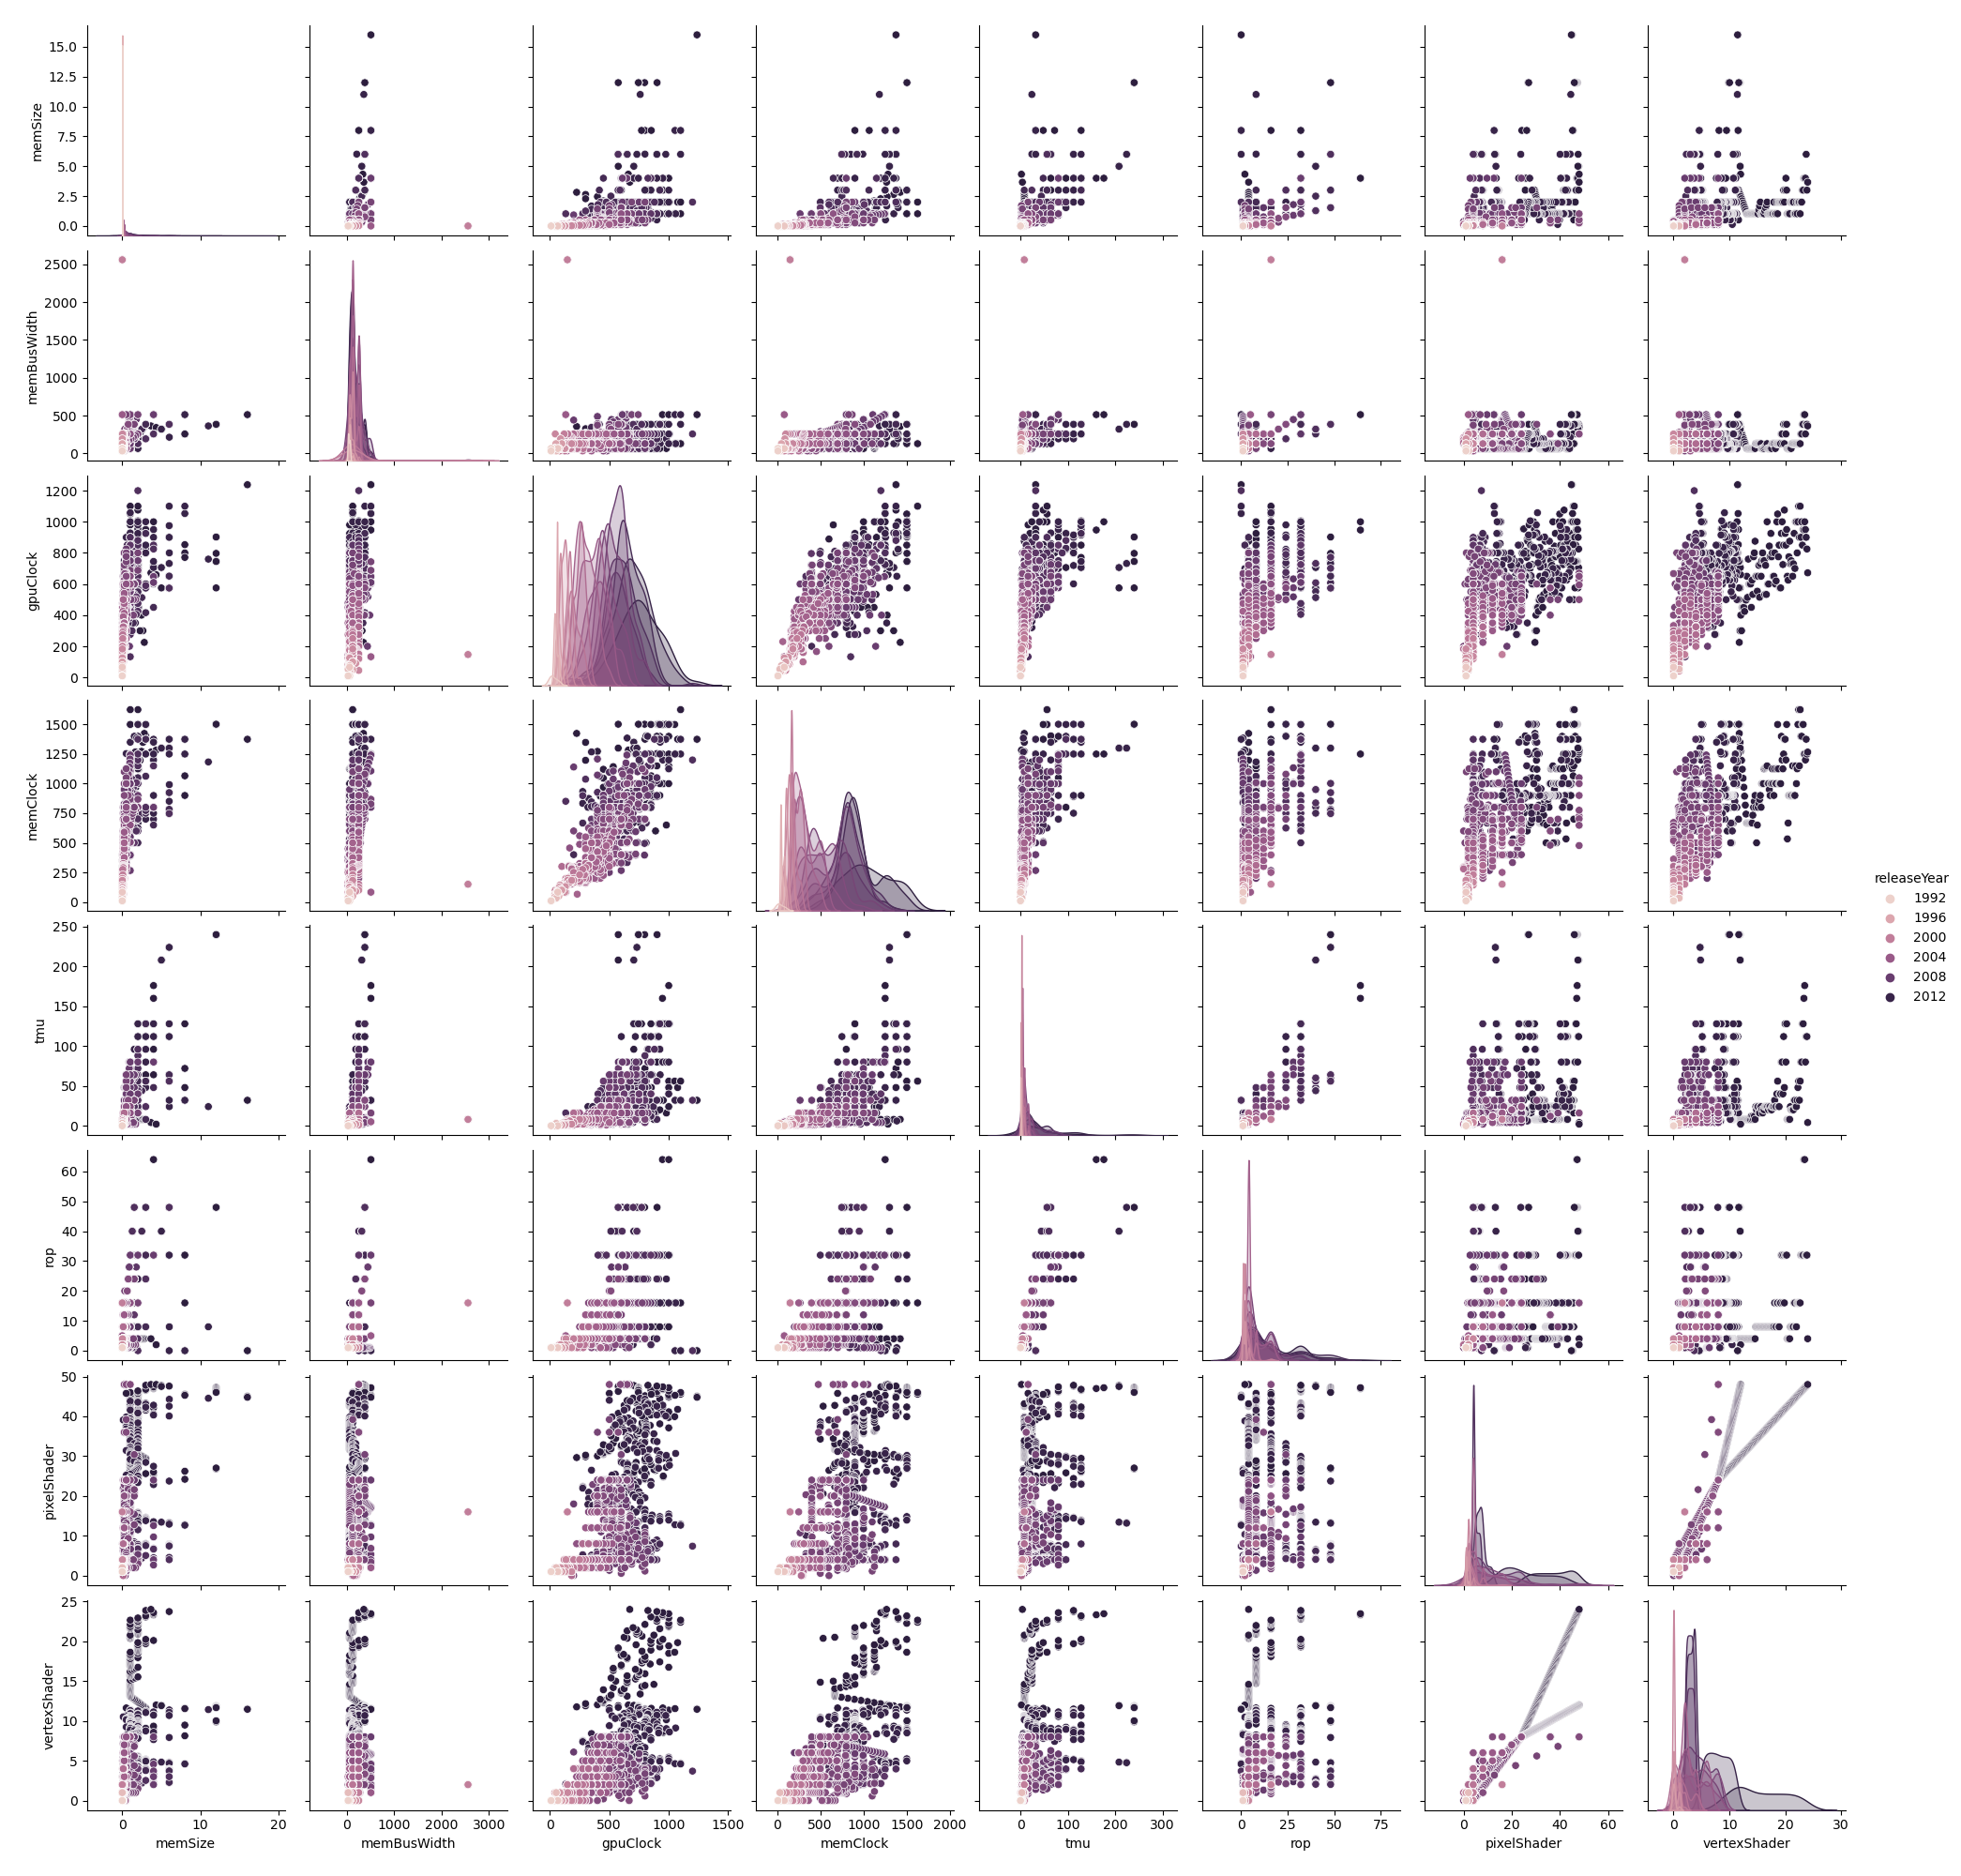 15.0
12.5
10.0
7.5
5.0
2.5
0.0
memSize
2500
2000
1500
1000
500
0
memBusWidth
1200
1000
800
600
400
200
0
gpuClock
1500
1250
1000
750
500
250
0
memClock
250
200
150
100
50
0
tmu
60
50
40
30
20
10
0
rop
50
40
30
20
10
0
pixelShader
25
20
15
10
5
0
vertexShader
0 10 20
memSize
0 1000 2000 3000
memBusWidth
0 500 1000 1500
gpuClock
0 500 1000 1500 2000
memClock
0 100 200 300
tmu
0 25 50 75
rop
0 20 40 60
pixelShader
0 10 20 30
vertexShader
releaseYear
1992
1996
2000
2004
2008
2012